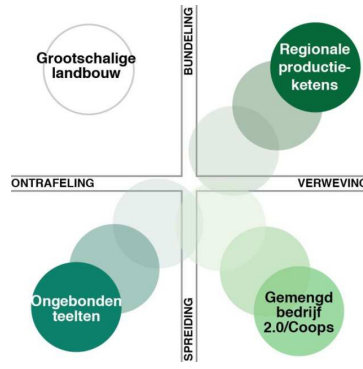 Grootschalige
landbouw
BUNDELING
Regionale
productie-
ketens
ONTRAFELING
VERWEVING
Ongebonden
teelten
SPREIDING
Gemengd
bedrijf
2.0/Coops